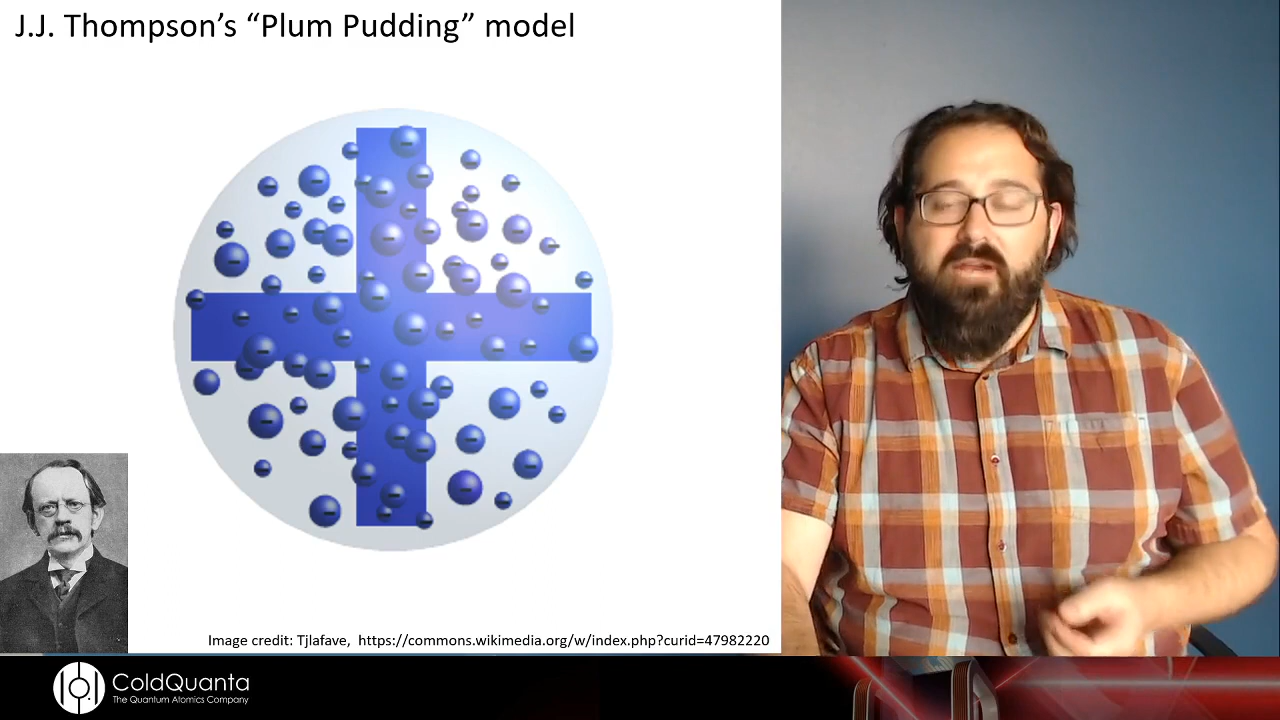 J.J. Thompson’s “Plum Pudding” model
Image credit: Tjlafave, https://commons.wikimedia.org/w/index.php?curid=47982220
ColdQuanta
The Quantum Atomics Company